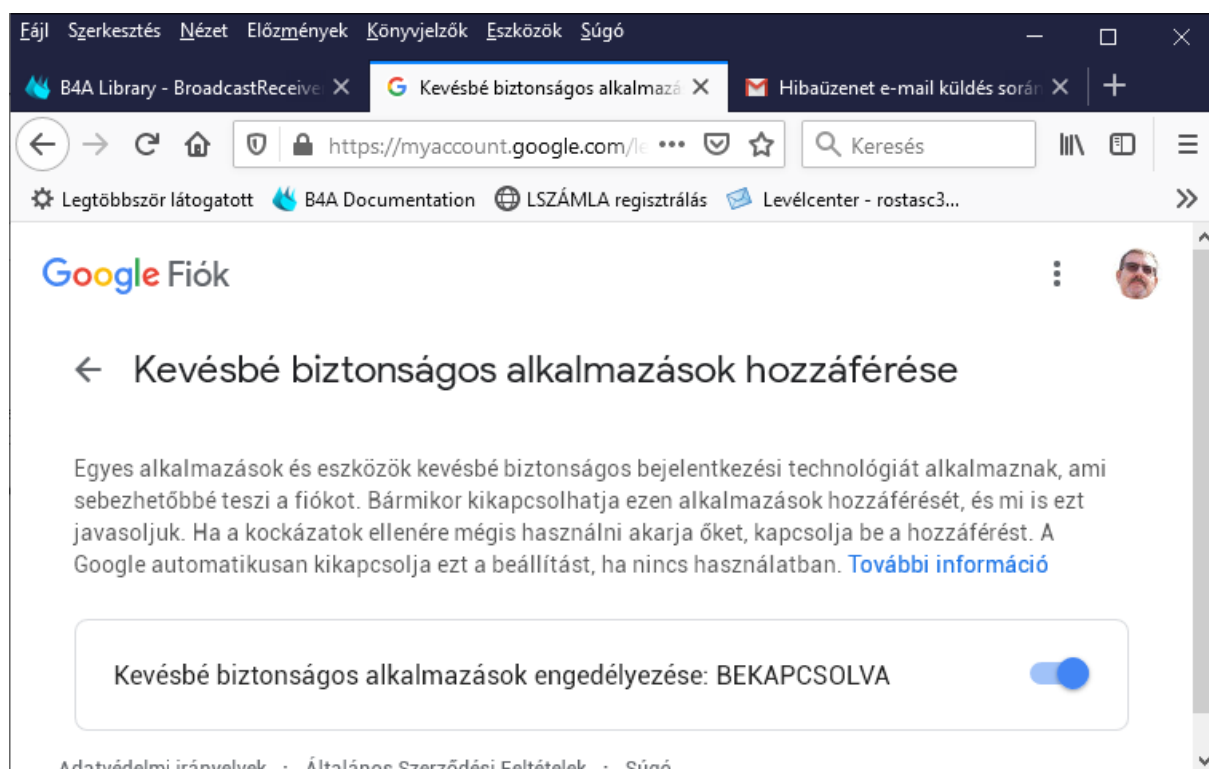 Fájl Szerkesztés Nézet Előzmények Könyvjelzők Eszközök Súgó
B4A Library - BroadcastReceive Kevésbé biztonságos alkalmazá Hibaüzenet e-mail küldés sorár
https://myaccount.google.com/le Keresés
Legtöbbször látogatott B4A Documentation LSZÁMLA regisztrálás Levélcenter - rostasc3...
Google Fiók
Kevésbé biztonságos alkalmazások hozzáférése
Egyes alkalmazások és eszközök kevésbé biztonságos bejelentkezési technológiát alkalmaznak, ami
sebezhetőbbé teszi a fiókot. Bármikor kikapcsolhatja ezen alkalmazások hozzáférését, és mi is ezt
javasoljuk. Ha a kockázatok ellenére mégis használni akarja őket, kapcsolja be a hozzáférést. A
Google automatikusan kikapcsolja ezt a beállítást, ha nincs használatban. További információ
Kevésbé biztonságos alkalmazások engedélyezése: BEKAPCSOLVA
Adatvédelmi irányelvek · Általános Szerződési Feltételek · Súgó